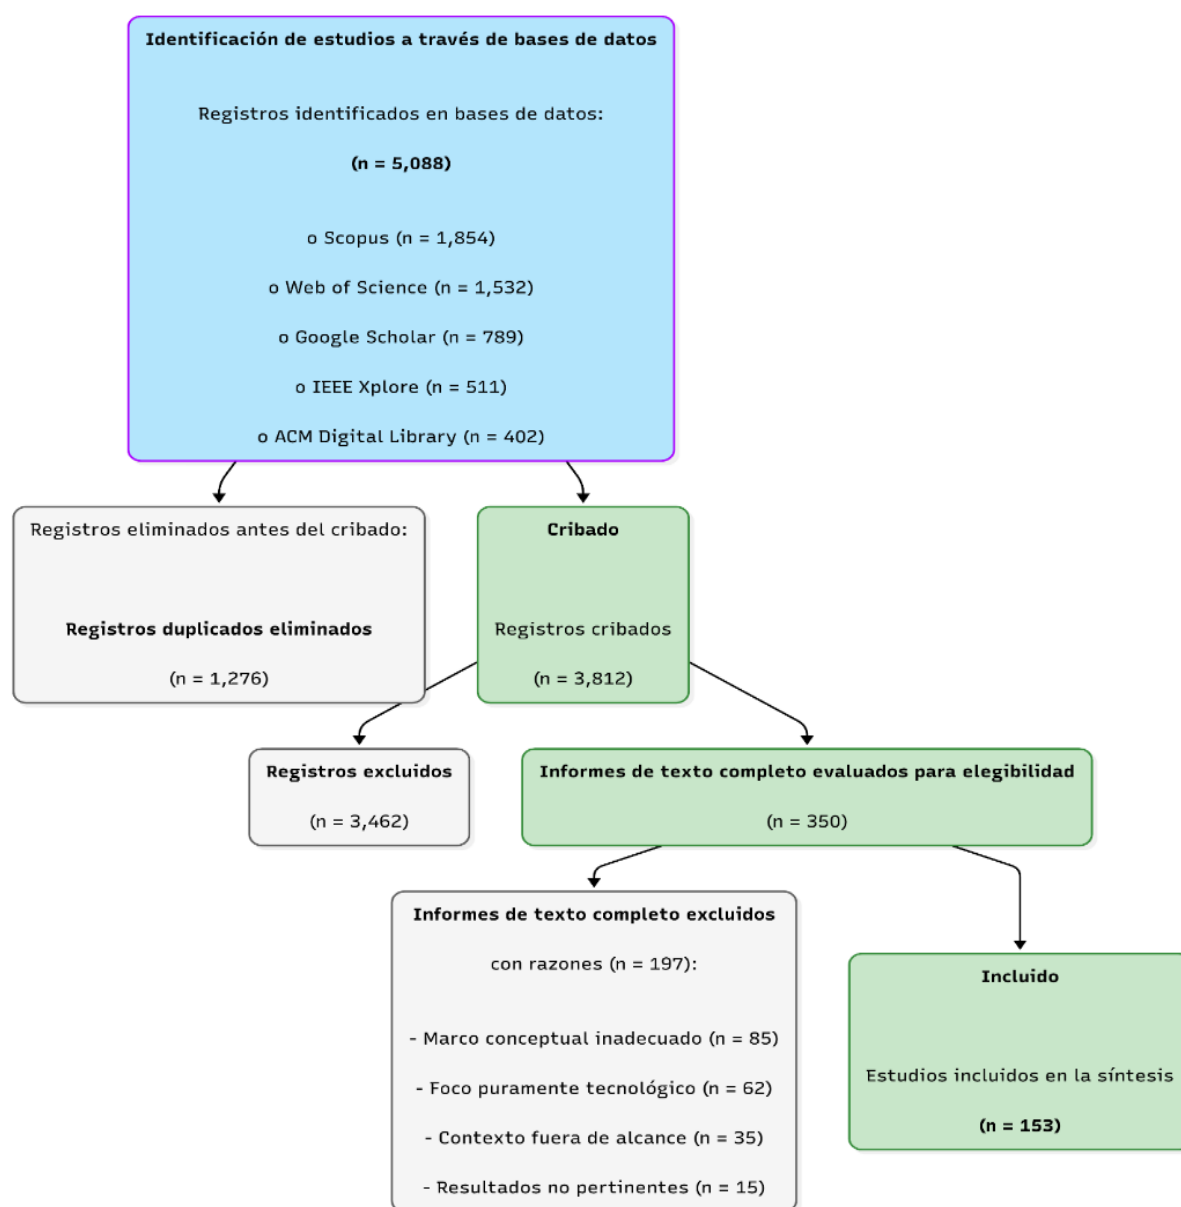 Identificación de estudios a través de bases de datos
Registros identificados en bases de datos:
(n = 5,088)
o Scopus (n = 1,854)
o Web of Science (n = 1,532)
o Google Scholar (n = 789)
o IEEE Xplore (n = 511)
o ACM Digital Library (n = 402)
Registros eliminados antes del cribado:
Registros duplicados eliminados
(n = 1,276)
Cribado
Registros cribados
(n = 3,812)
Registros excluidos
(n = 3,462)
Informes de texto completo evaluados para elegibilidad
(n = 350)
Informes de texto completo excluidos
con razones (n = 197):
- Marco conceptual inadecuado (n = 85)
- Foco puramente tecnológico (n = 62)
- Contexto fuera de alcance (n = 35)
- Resultados no pertinentes (n = 15)
Incluido
Estudios incluidos en la síntesis
(n = 153)